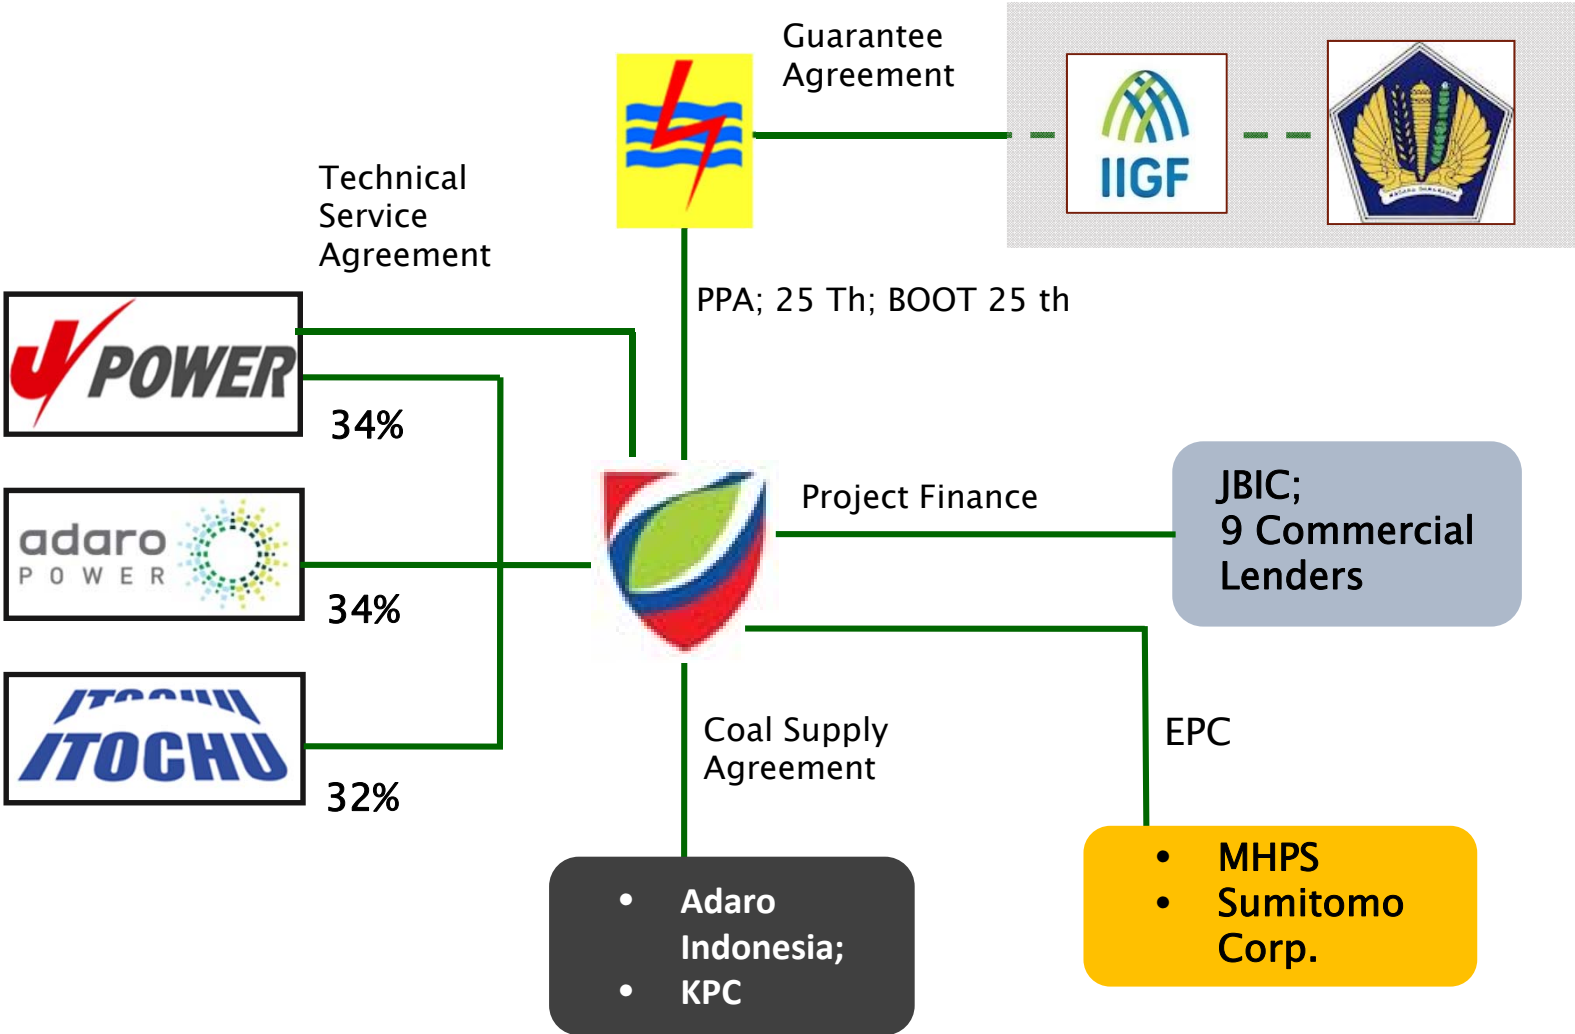 Guarantee
Agreement
IIGF
Technical
Service
Agreement
PPA; 25 Th; BOOT 25 th
POWER
34%
Project Finance
JBIC;
9 Commercial
Lenders
adaro
POWER
34%
ITOCHU
ITOCHU
32%
Coal Supply
Agreement
EPC
• Adaro
Indonesia;
• KPC
• MHPS
• Sumitomo
Corp.